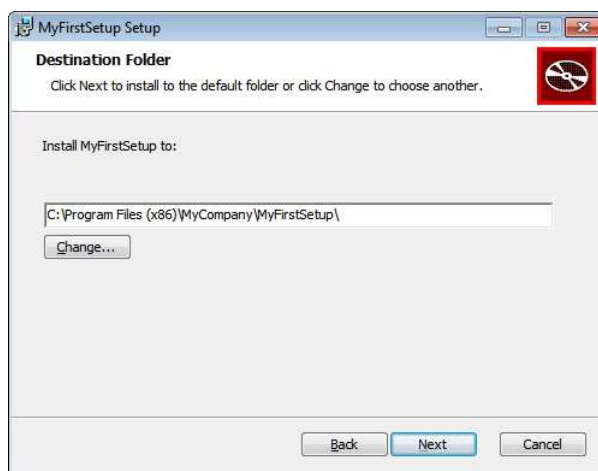 MyFirstSetup Setup
Destination Folder
Click Next to install to the default folder or click Change to choose another.
Install MyFirstSetup to:
C:\Program Files (x86)\MyCompany\MyFirstSetup\
Change...
Back Next Cancel